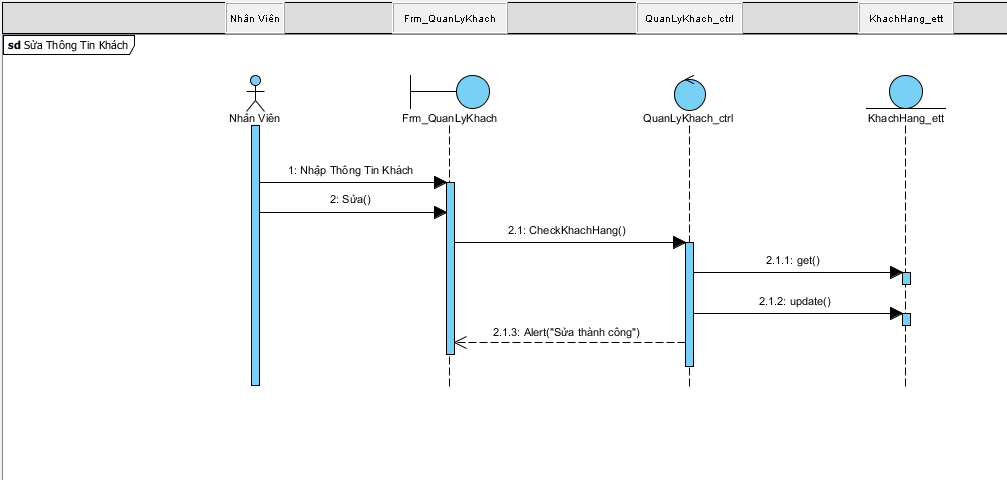 Nhân Viên
Frm_QuanLyKhach
QuanLyKhach_ctrl
KhachHang_ett
sd Sửa Thông Tin Khách
Nhân Viên
Frm_QuanLyKhach
QuanLyKhach_ctrl
KhachHang_ett
1: Nhập Thông Tin Khách
2: Sửa()
2.1: CheckKhachHang()
2.1.1: get()
2.1.2: update()
2.1.3: Alert("Sửa thành công")